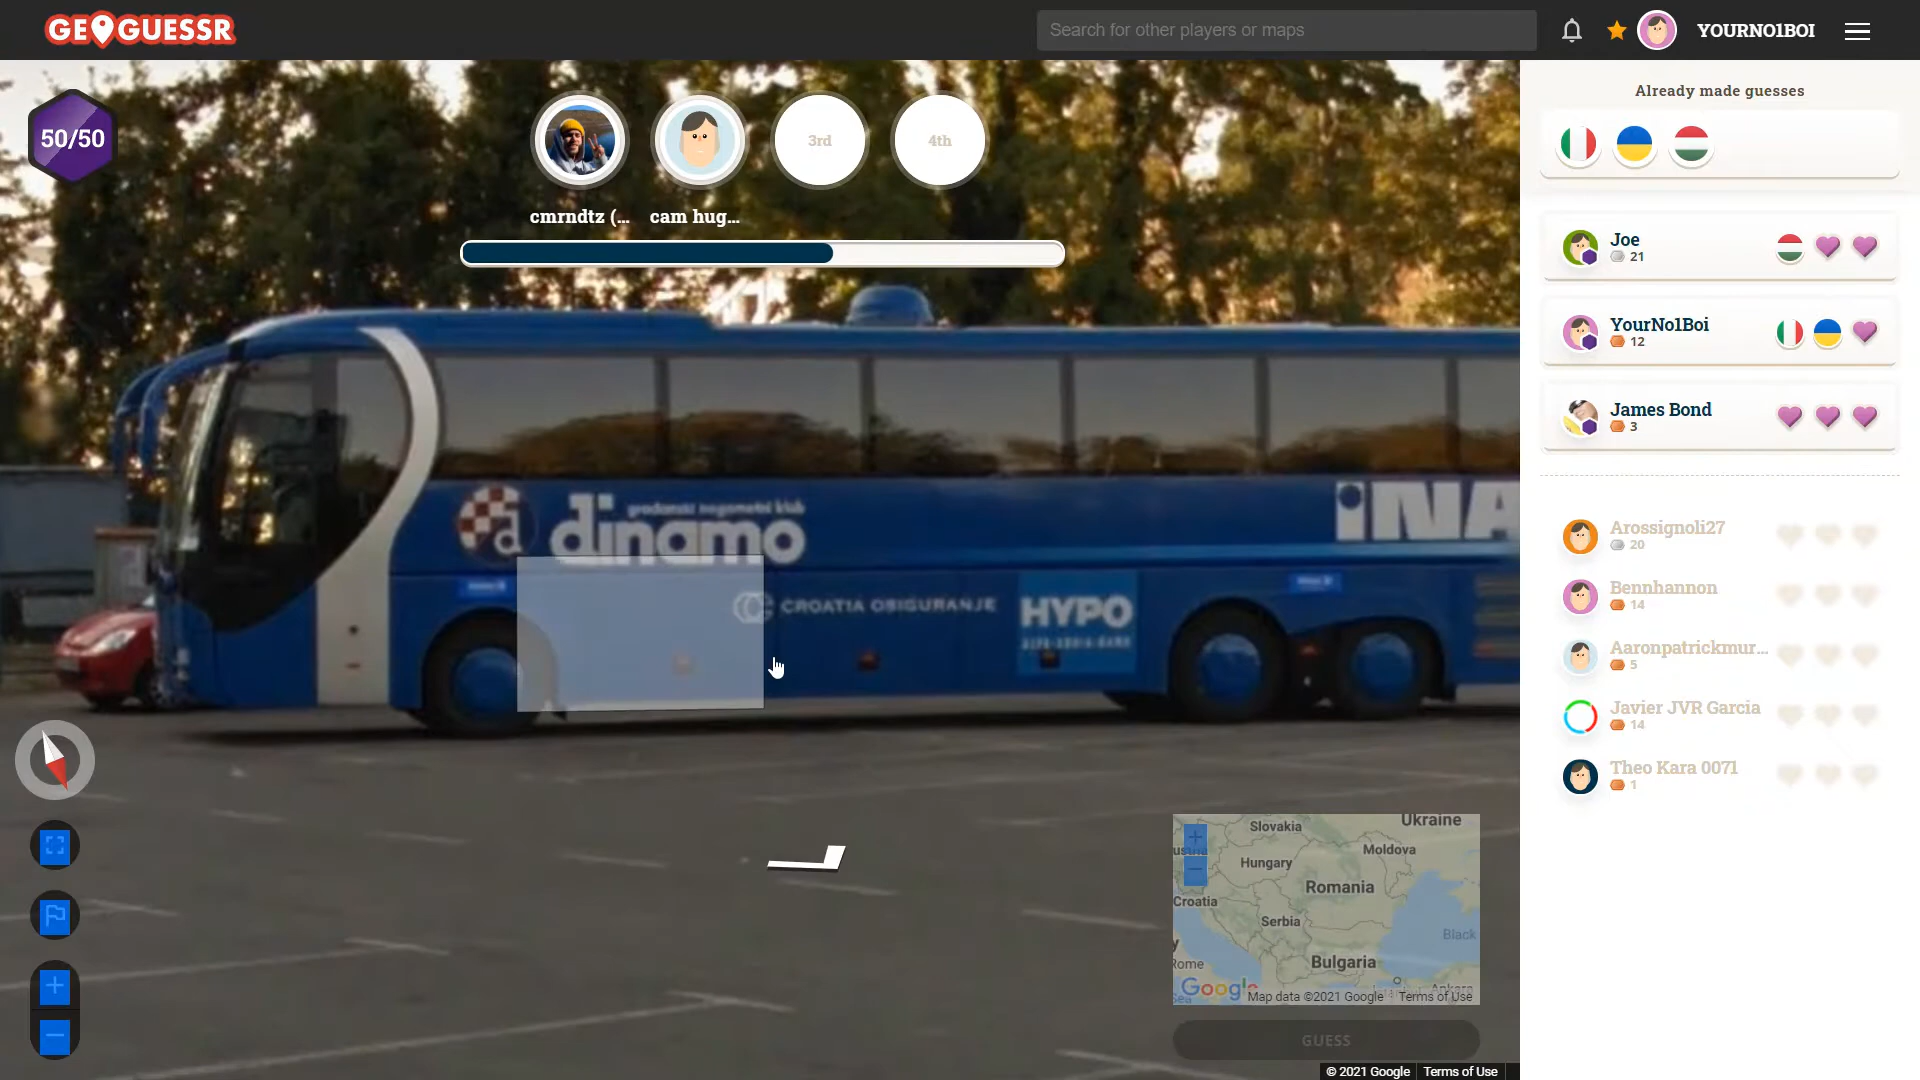 GEOGUESSR
Search for other players or maps
YOURNO1BOI
50/50
3rd
4th
cmrndtz (...
cam hug...
Already made guesses
Joe
21
YourNo1Boi
12
James Bond
3
Arossignoli27
20
Bennhannon
14
Aaronpatrickmur...
5
Javier JVR Garcia
14
Theo Kara 0071
1
građanski nogometni klub
dinamo
INA
CROATIA OSIGURANJE
HYPO
Slovakia
Ukraine
Moldova
Hungary
Romania
Croatia
Serbia
Black
Rome
Bulgaria
Ankara
Google
Map data ©2021 Google
Terms of Use
GUESS
© 2021 Google
Terms of Use